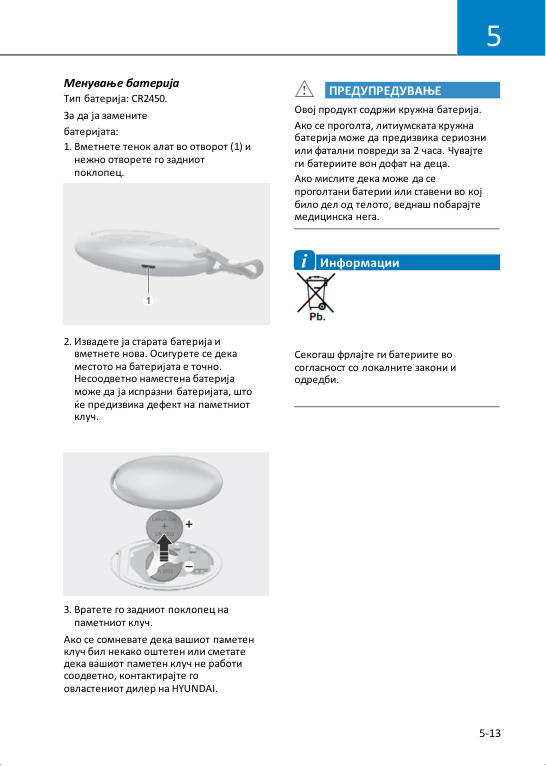 5
Менување батерија
Тип батерија: CR2450.
За да ја замените
батеријата:
1. Вметнете тенок алат во отворот (1) и
нежно отворете го задниот
поклопец.
1
2. Извадете ја старата батерија и
вметнете нова. Осигурете се дека
местото на батеријата е точно.
Несоодветно наместена батерија
може да ја испразни батеријата, што
ќе предизвика дефект на паметниот
клуч.
+
−
3. Вратете го задниот поклопец на
паметниот клуч.
Ако се сомневате дека вашиот паметен
клуч бил некако оштетен или сметате
дека вашиот паметен клуч не работи
соодветно, контактирајте го
овластениот дилер на HYUNDAI.
ПРЕДУПРЕДУВАЊЕ
Овој продукт содржи кружна батерија.
Ако се проголта, литиумската кружна
батерија може да предизвика сериозни
или фатални повреди за 2 часа. Чувајте
ги батериите вон дофат на деца.
Ако мислите дека може да се
проголтани батерии или ставени во кој
било дел од телото, веднаш побарајте
медицинска нега.
i Информации
Pb.
Секогаш фрлајте ги батериите во
согласност со локалните закони и
одредби.
5-13